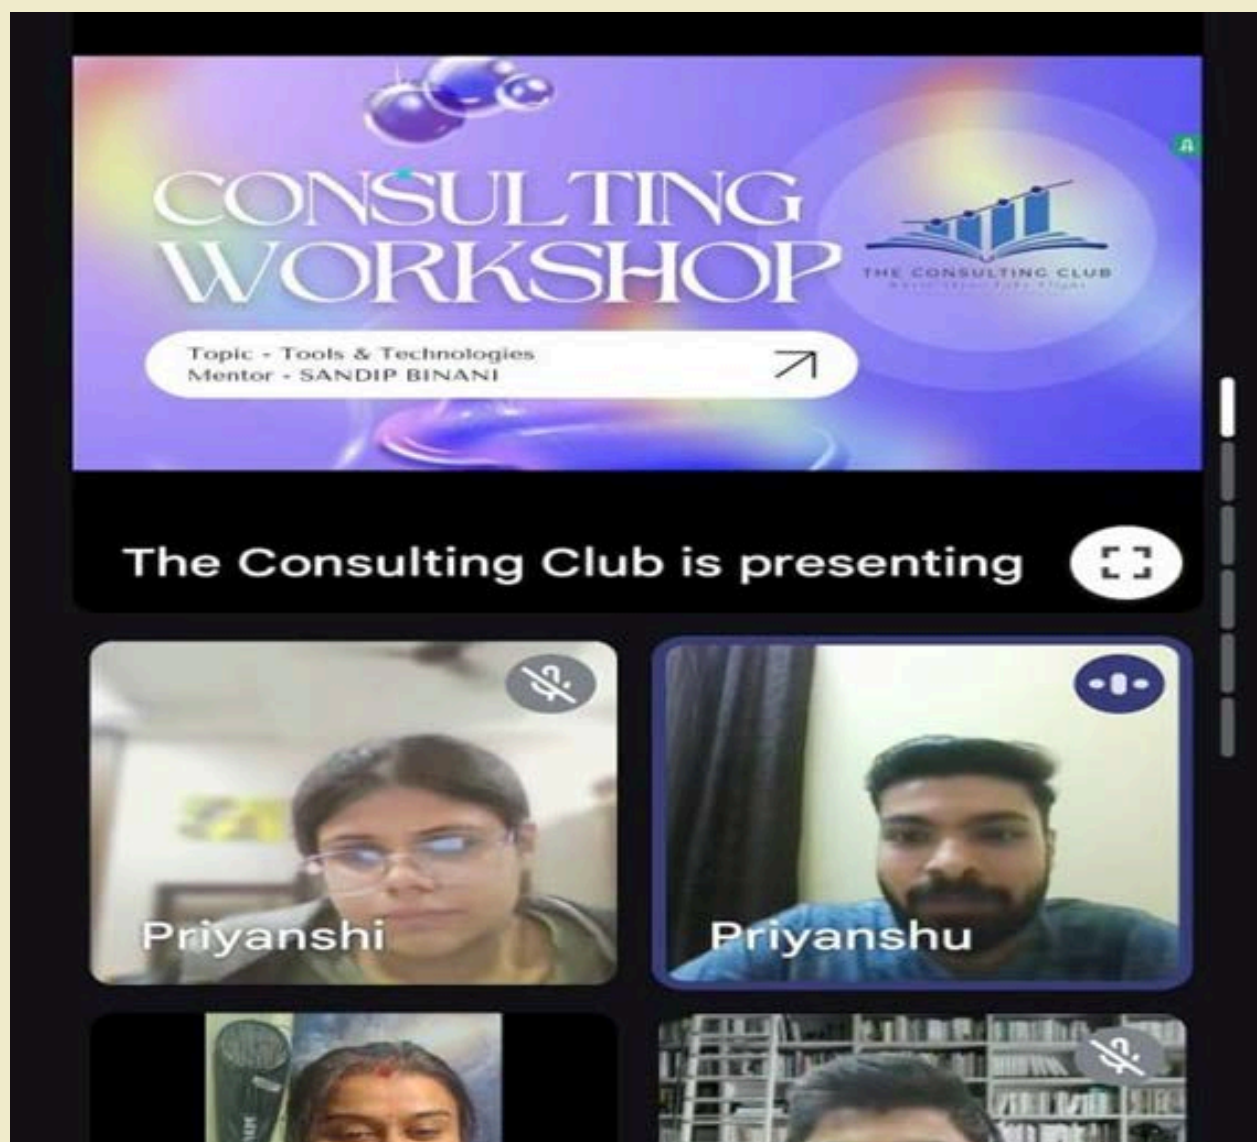 CONSULTING
WORKSHOP
THE CONSULTING CLUB
Topic - Tools & Technologies
Mentor - SANDIP BINANI
The Consulting Club is presenting
Priyanshi
Priyanshu